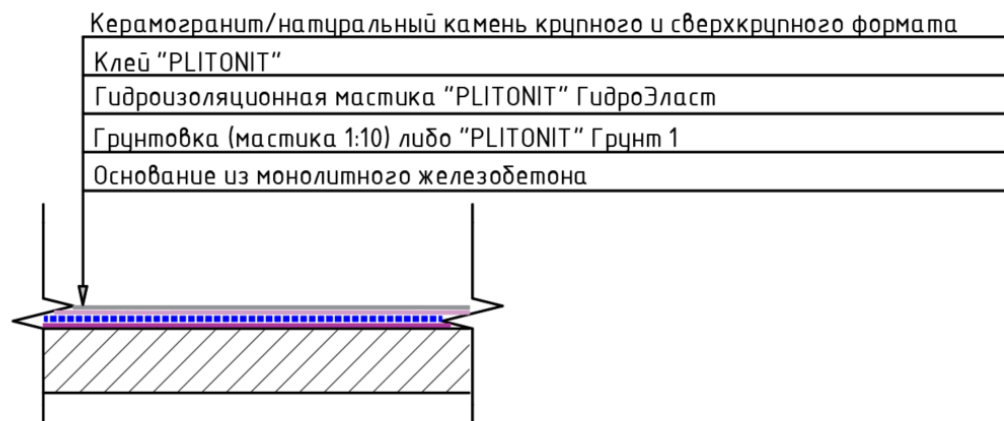 Керамогранит/натуральный камень крупного и сверхкрупного формата
Клей "PLITONIT"
Гидроизоляционная мастика "PLITONIT" ГидроЭласт
Грунтовка (мастика 1:10) либо "PLITONIT" Грунт 1
Основание из монолитного железобетона